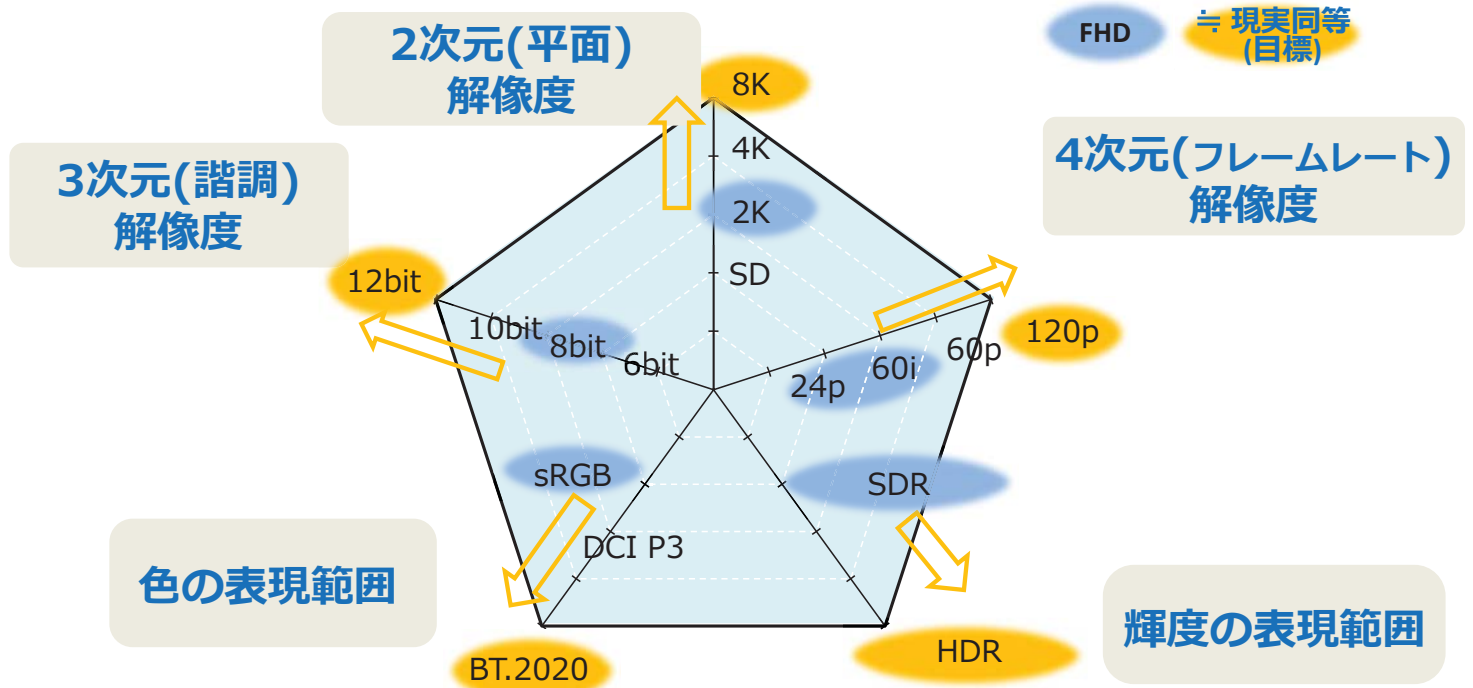 2次元(平面)
解像度
FHD
≒ 現実同等
(目標)
8K
4K
2K
SD
3次元(諧調)
解像度
4次元(フレームレート)
解像度
12bit
10bit
8bit
6bit
24p
60i
60p
120p
sRGB
DCI P3
BT.2020
SDR
HDR
色の表現範囲
輝度の表現範囲